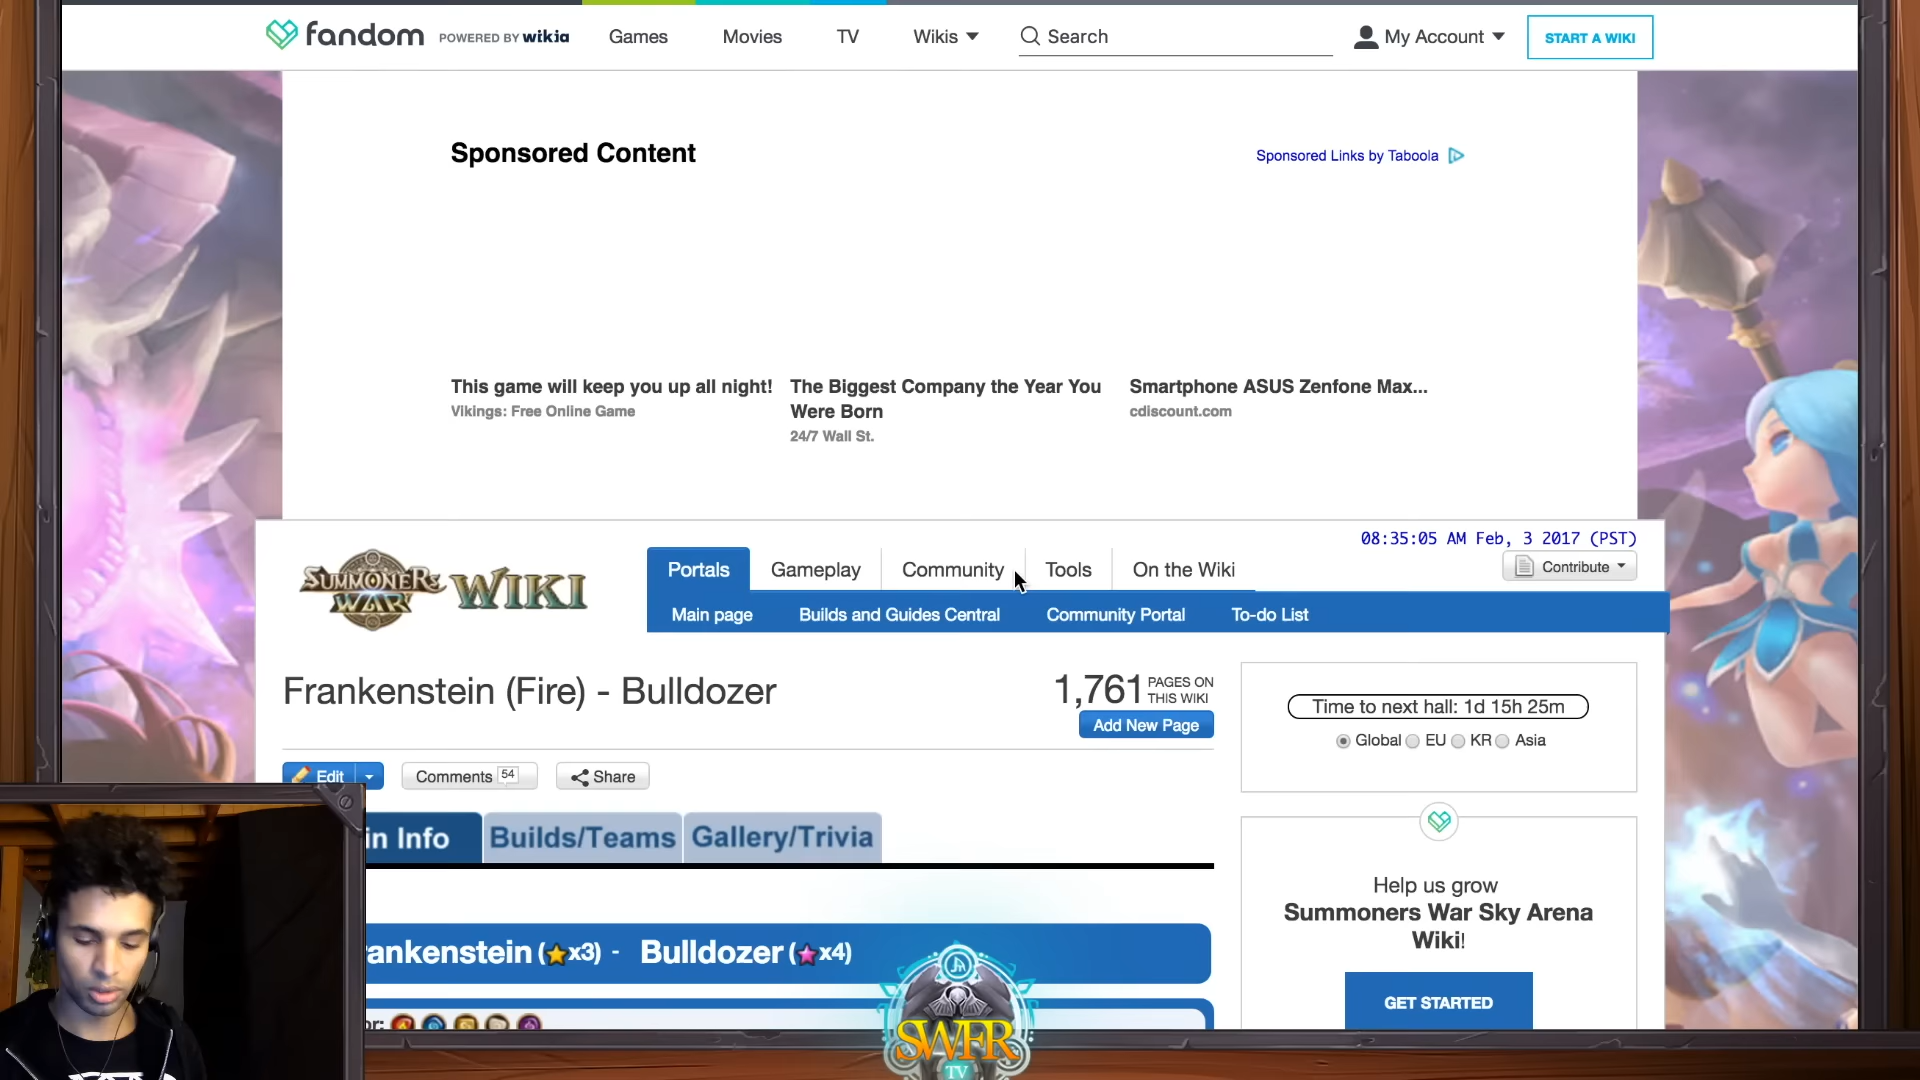 fandom POWERED BY wikia Games Movies TV Wikis Search My Account START A WIKI
Sponsored Content
Sponsored Links by Taboola
This game will keep you up all night!
Vikings: Free Online Game
The Biggest Company the Year You
Were Born
24/7 Wall St.
Smartphone ASUS Zenfone Max...
cdiscount.com
08:35:05 AM Feb, 3 2017 (PST)
SUMMONERS WAR WIKI
Portals Gameplay Community Tools On the Wiki
Contribute
Main page Builds and Guides Central Community Portal To-do List
Frankenstein (Fire) - Bulldozer
1,761 PAGES ON THIS WIKI
Add New Page
Time to next hall: 1d 15h 25m
Global EU KR Asia
Edit Comments 54 Share
in Info Builds/Teams Gallery/Trivia
Help us grow
Summoners War Sky Arena
Wiki!
GET STARTED
ankenstein (x3) - Bulldozer (x4)
or:
SWFR
TV